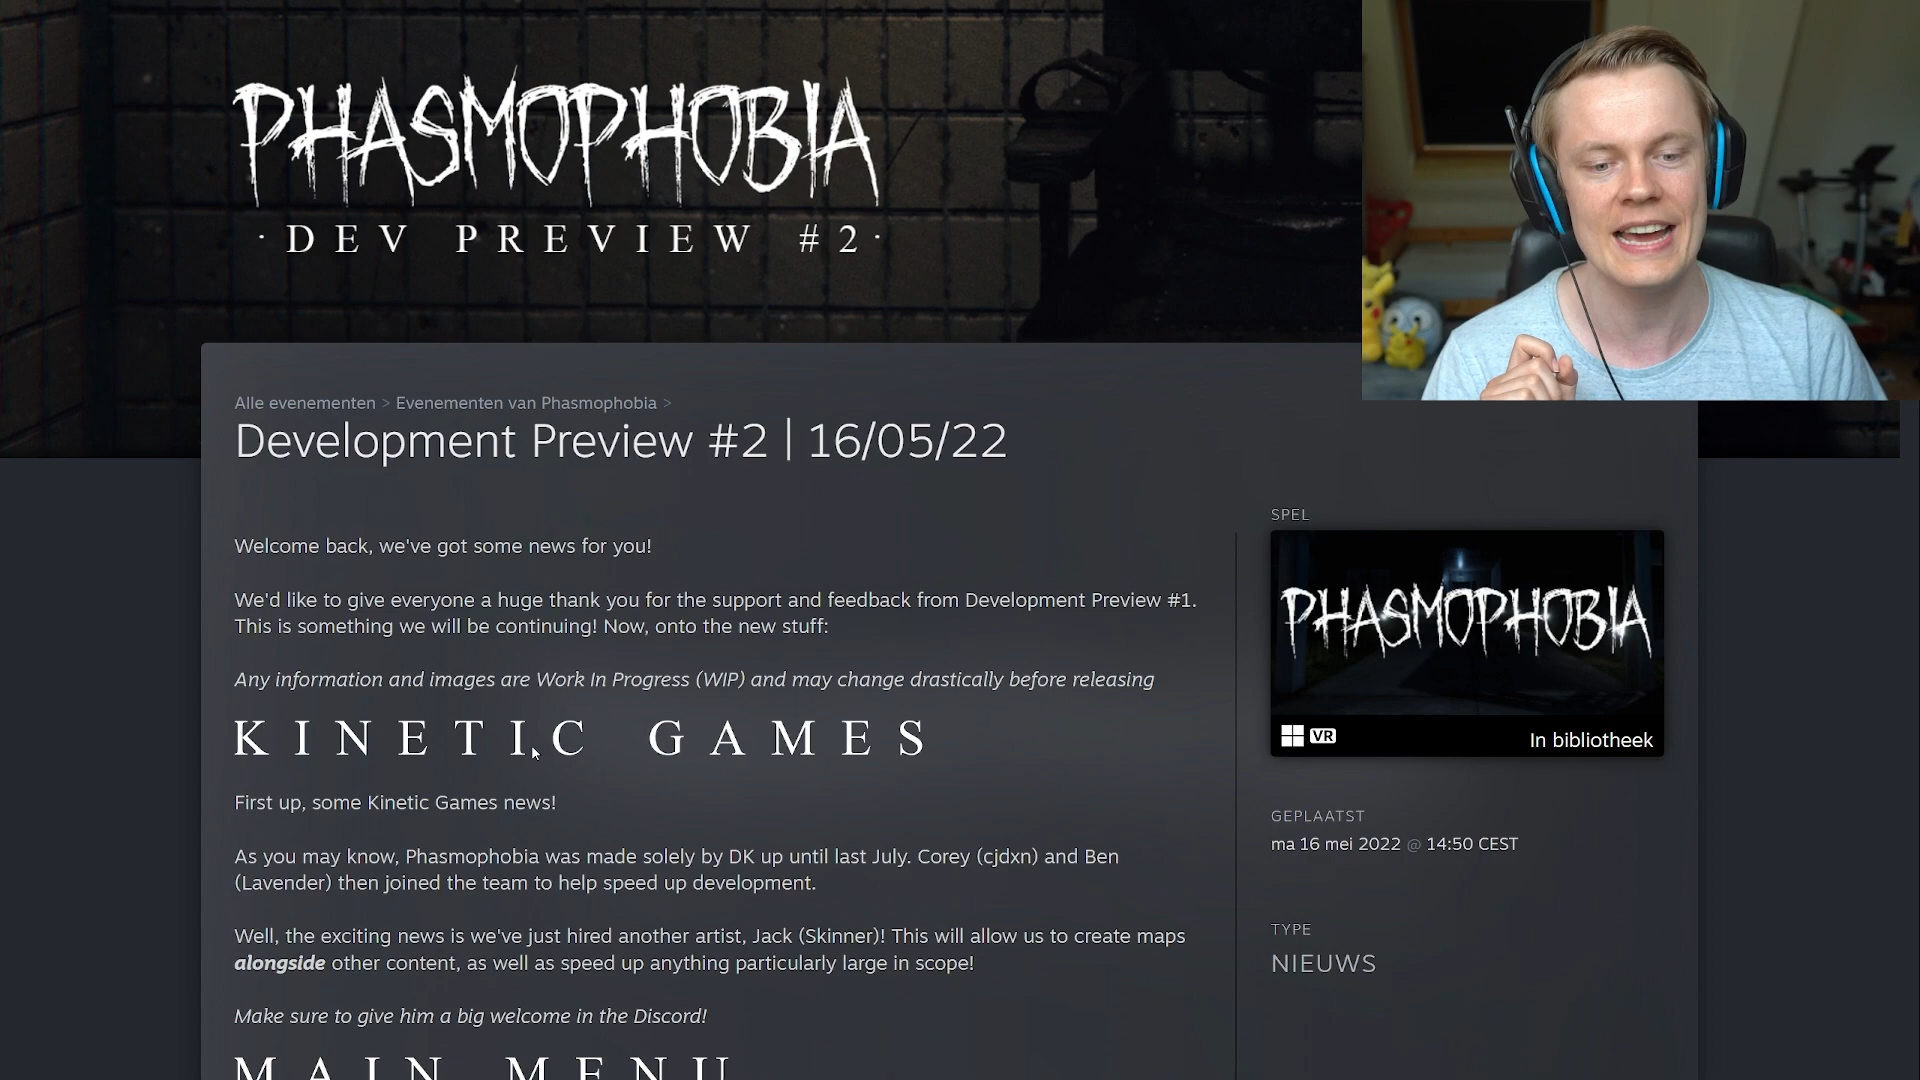 PHASMOPHOBIA
· DEV PREVIEW #2 ·
Alle evenementen > Evenementen van Phasmophobia >
Development Preview #2 | 16/05/22
Welcome back, we've got some news for you!
We'd like to give everyone a huge thank you for the support and feedback from Development Preview #1.
This is something we will be continuing! Now, onto the new stuff:
Any information and images are Work In Progress (WIP) and may change drastically before releasing
KINETIC GAMES
First up, some Kinetic Games news!
As you may know, Phasmophobia was made solely by DK up until last July. Corey (cjdxn) and Ben
(Lavender) then joined the team to help speed up development.
Well, the exciting news is we've just hired another artist, Jack (Skinner)! This will allow us to create maps
alongside other content, as well as speed up anything particularly large in scope!
Make sure to give him a big welcome in the Discord!
MAIN MENU
SPEL
PHASMOPHOBIA
VR
In bibliotheek
GEPLAATST
ma 16 mei 2022 @ 14:50 CEST
TYPE
NIEUWS